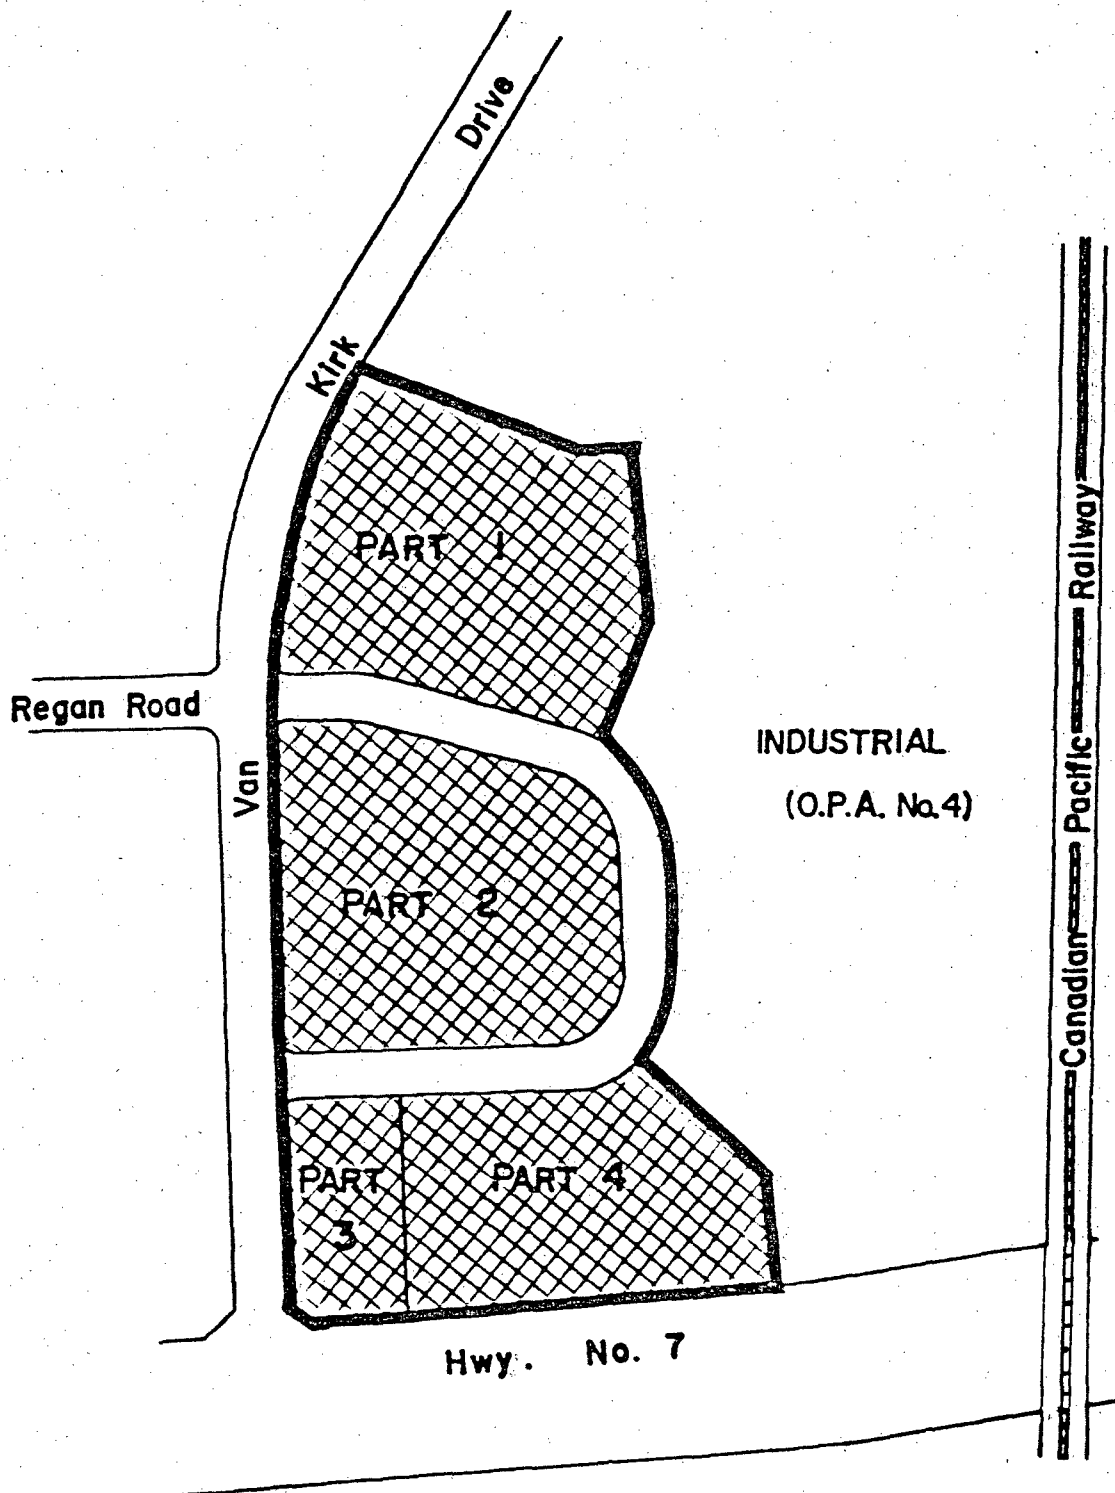 Drive
Kirk
PART 1
Regan Road
Van
INDUSTRIAL
(O.P.A. No.4)
Canadian Pacific Railway
PART 2
PART
3
PART 4
Hwy. No. 7